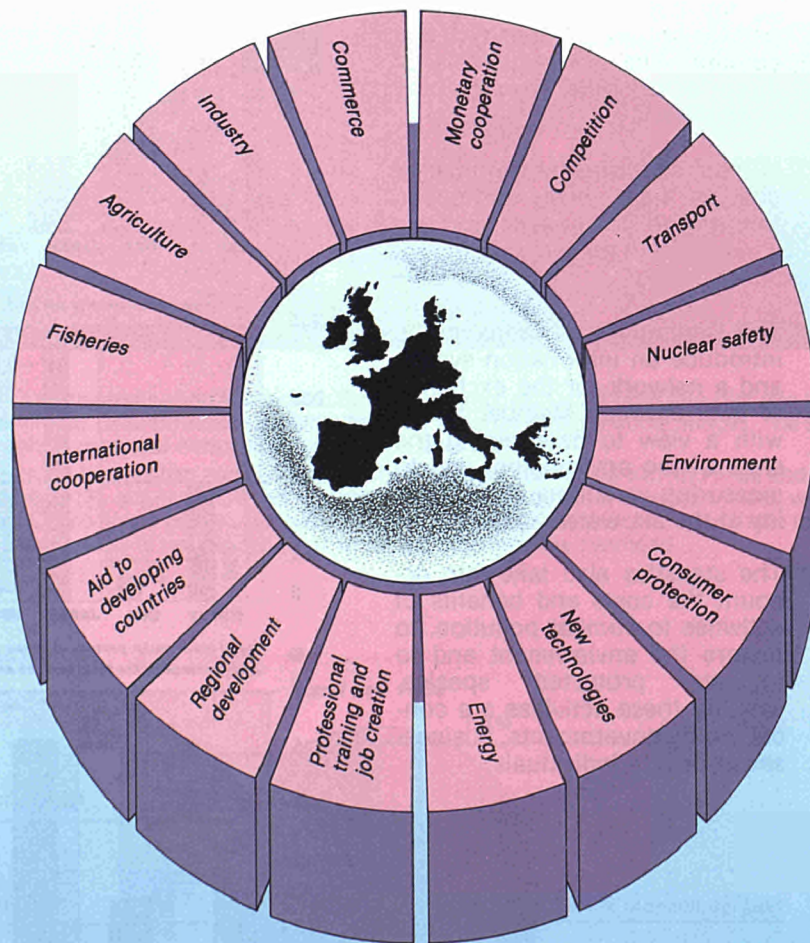 Commerce
Monetary
cooperation
Competition
Transport
Nuclear safety
Environment
Consumer
protection
New
technologies
Energy
Professional
training and
job creation
Regional
development
Aid to
developing
countries
International
cooperation
Fisheries
Agriculture
Industry